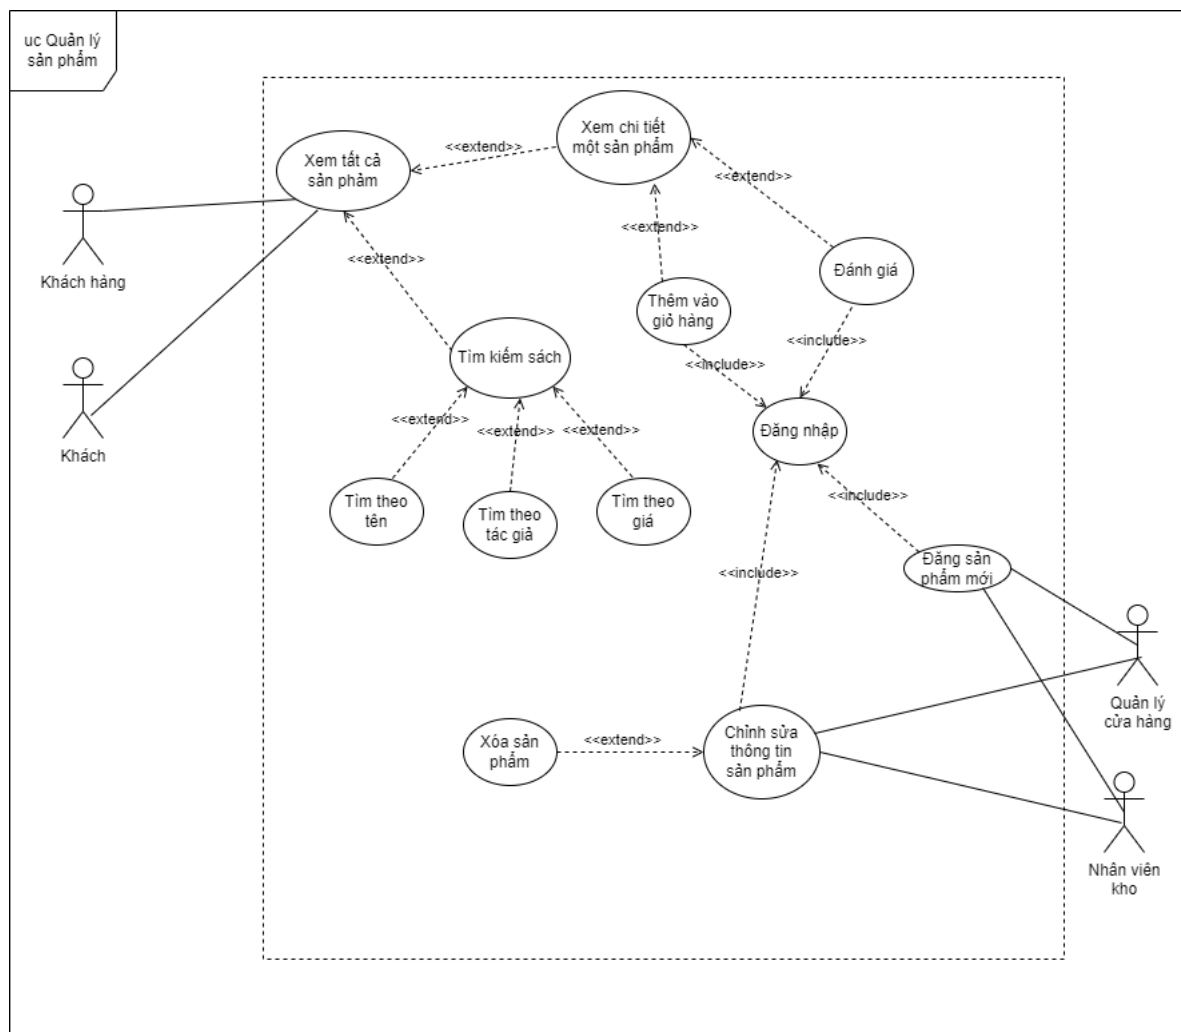 uc Quản lý
sản phẩm
Xem chi tiết
một sản phẩm
<<extend>>
Xem tất cả
sản phảm
<<extend>>
<<extend>>
Khách hàng
<<extend>>
Đánh giá
Thêm vào
giỏ hàng
<<include>>
Tìm kiếm sách
<<include>>
Khách
<<extend>>
<<extend>>
<<extend>>
Đăng nhập
Tìm theo
tên
Tìm theo
tác giả
Tìm theo
giá
<<include>>
Đăng sản
phẩm mới
<<include>>
Quản lý
cửa hàng
Xóa sản
phẩm
<<extend>>
Chỉnh sửa
thông tin
sản phẩm
Nhân viên
kho